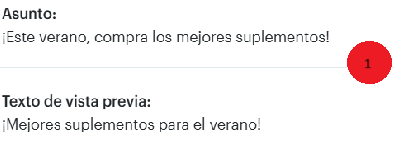 Asunto:
¡Este verano, compra los mejores suplementos!
1
Texto de vista previa:
¡Mejores suplementos para el verano!